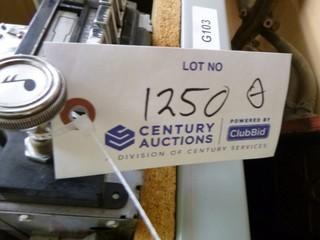 G103
LOT NO
1250
CENTURY AUCTIONS
POWERED BY
ClubBid
DIVISION OF CENTURY SERVICES